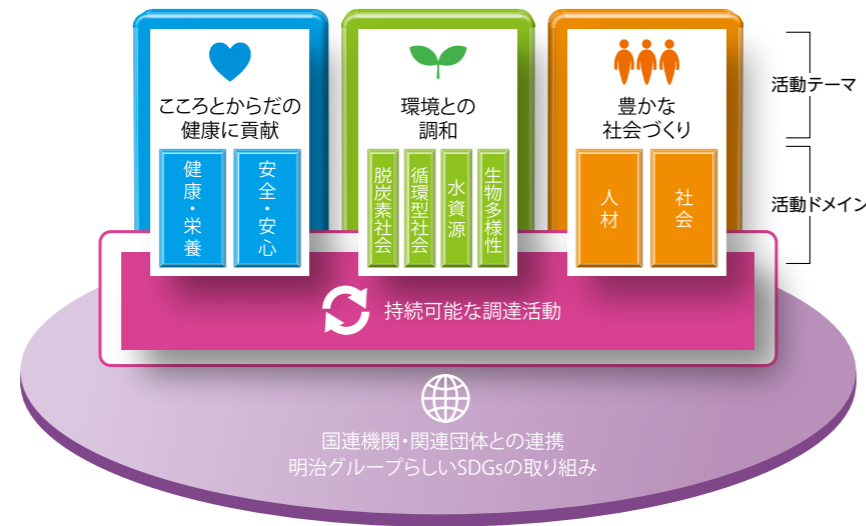 こころとからだの
健康に貢献
健康・栄養
安全・安心
環境との
調和
脱炭素社会
循環型社会
水資源
生物多様性
豊かな
社会づくり
人材
社会
活動テーマ
活動ドメイン
持続可能な調達活動
国連機関・関連団体との連携
明治グループらしいSDGsの取り組み